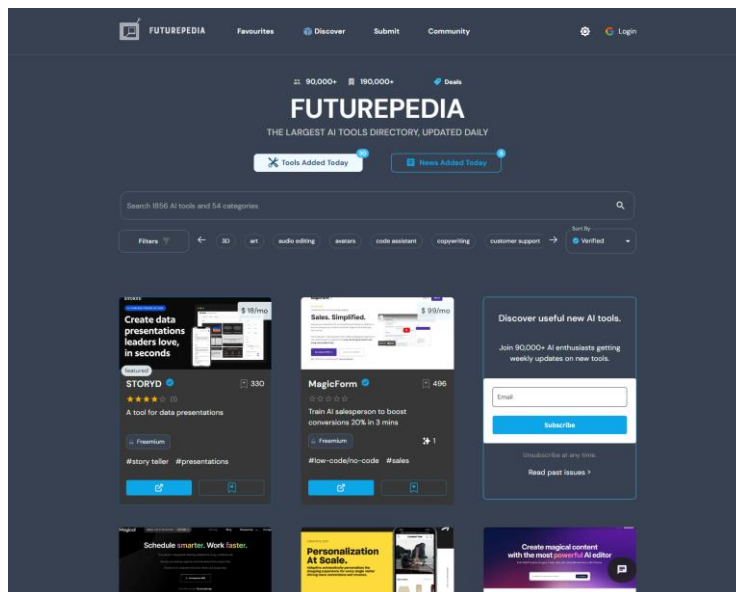 FUTUREPEDIA
Favourites
Discover
Submit
Community
Login
90,000+
190,000+
Deals
FUTUREPEDIA
THE LARGEST AI TOOLS DIRECTORY, UPDATED DAILY
Tools Added Today
News Added Today
Search 1856 AI tools and 54 categories
Filters
3D
art
audio editing
avatars
code assistant
copywriting
customer support
Sort By
Verified
STORYD
Create data
presentations
leaders love,
in seconds
$ 18/mo
featured
STORYD
330
(1)
A tool for data presentations
Freemium
#story teller #presentations
Sales. Simplified.
$ 99/mo
MagicForm
496
Train AI salesperson to boost
conversions 20% in 3 mins
Freemium
1
#low-code/no-code #sales
Discover useful new AI tools.
Join 90,000+ AI enthusiasts getting
weekly updates on new tools.
Email
Subscribe
Unsubscribe at any time.
Read past issues >
Magical
Schedule smarter. Work faster.
Personalization
At Scale.
Create magical content
with the most powerful AI editor